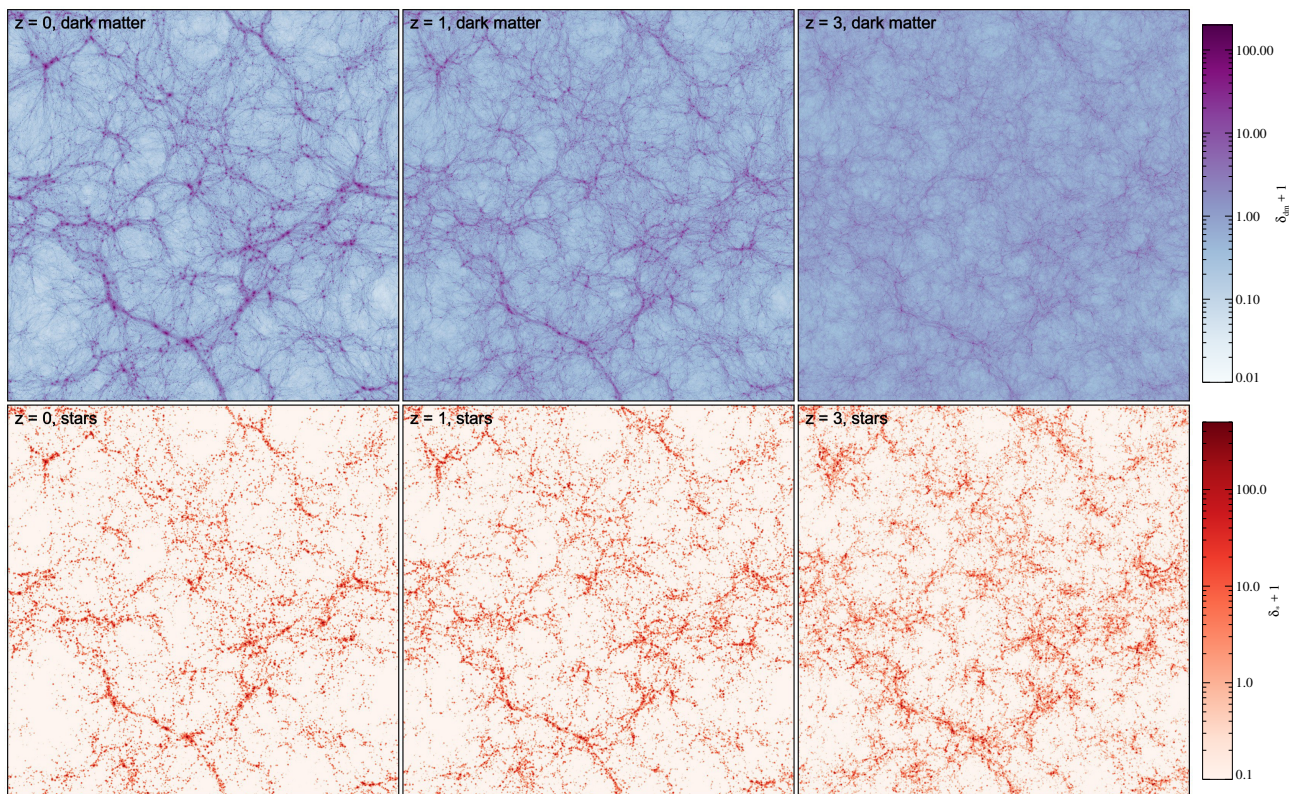 z = 0, dark matter
z = 1, dark matter
z = 3, dark matter
100.00
10.00
1.00
0.10
0.01
δdm + 1
z = 0, stars
z = 1, stars
z = 3, stars
100.0
10.0
1.0
0.1
δ* + 1